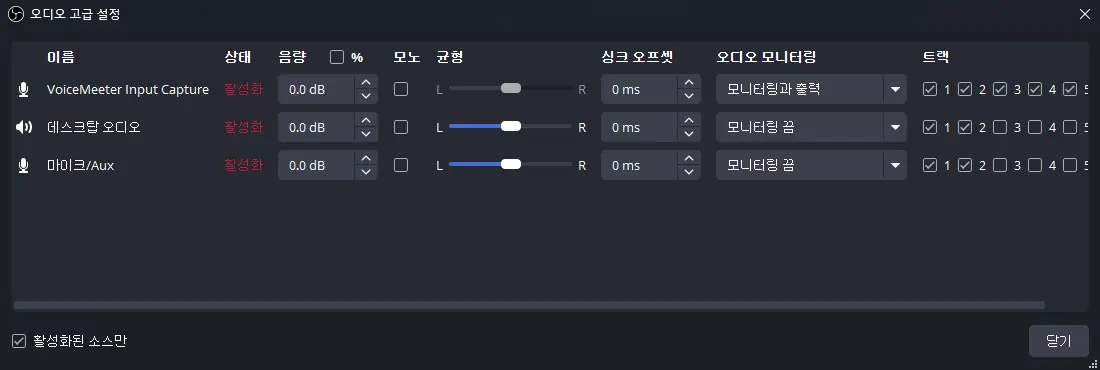 오디오 고급 설정
이름 상태 음량 % 모노 균형 싱크 오프셋 오디오 모니터링 트랙
VoiceMeeter Input Capture 활성화 0.0 dB L R 0 ms 모니터링과 출력 1 2 3 4 5
데스크탑 오디오 활성화 0.0 dB L R 0 ms 모니터링 끔 1 2 3 4 5
마이크/Aux 활성화 0.0 dB L R 0 ms 모니터링 끔 1 2 3 4 5
활성화된 소스만 닫기